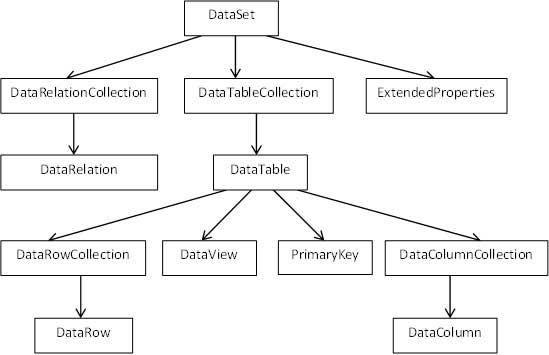 DataSet
DataRelationCollection
DataTableCollection
ExtendedProperties
DataRelation
DataTable
DataRowCollection
DataView
PrimaryKey
DataColumnCollection
DataRow
DataColumn